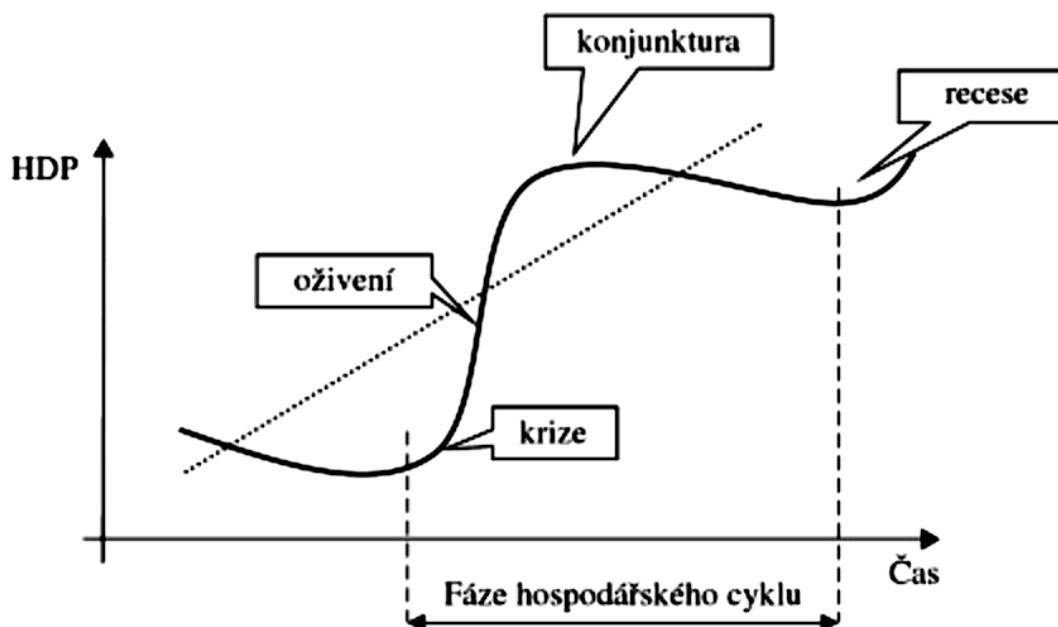 konjunktura
recese
HDP
oživení
krize
Čas
Fáze hospodářského cyklu